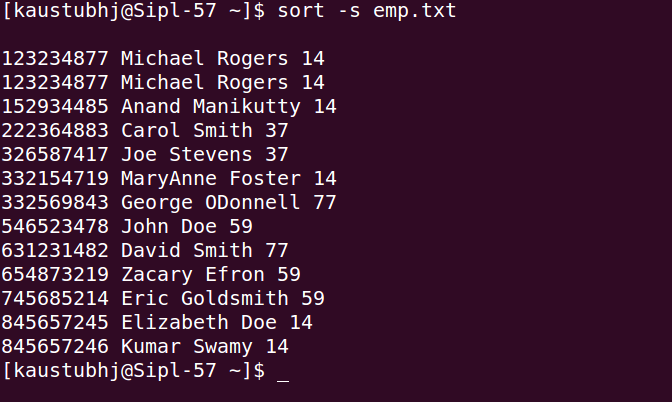 [kaustubhj@Sipl-57 ~]$ sort -s emp.txt
123234877 Michael Rogers 14
123234877 Michael Rogers 14
152934485 Anand Manikutty 14
222364883 Carol Smith 37
326587417 Joe Stevens 37
332154719 MaryAnne Foster 14
332569843 George ODonnell 77
546523478 John Doe 59
631231482 David Smith 77
654873219 Zacary Efron 59
745685214 Eric Goldsmith 59
845657245 Elizabeth Doe 14
845657246 Kumar Swamy 14
[kaustubhj@Sipl-57 ~]$ _